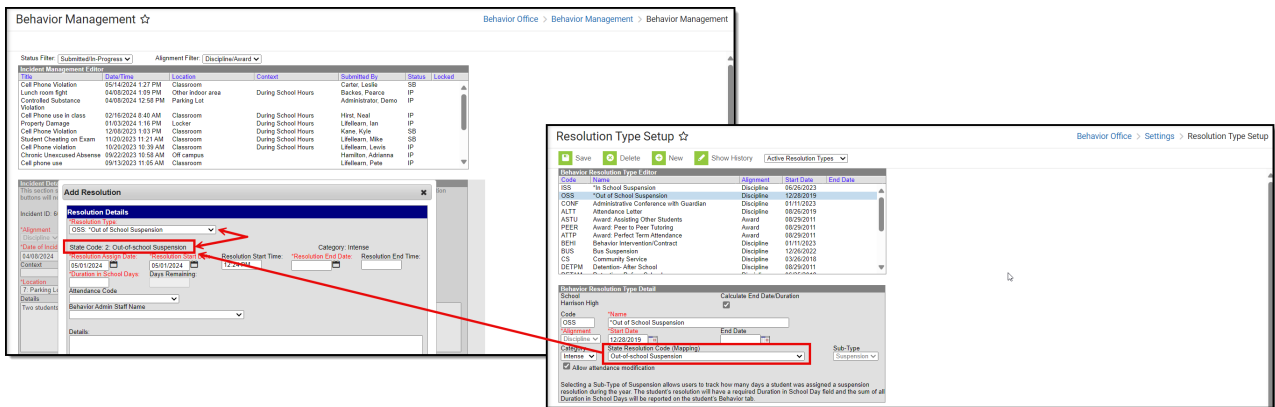 Behavior Management ☆
Behavior Office > Behavior Management > Behavior Management
Status Filter: Submitted/In-Progress Alignment Filter: Discipline/Award
Incident Management Editor
Title Date/Time Location Context Submitted By Status Locked
Cell Phone Violation 05/14/2024 1:27 PM Classroom Carter, Leslie SB
Lunch room fight 04/08/2024 1:09 PM Other indoor area During School Hours Backes, Pearce IP
Controlled Substance Violation 04/08/2024 12:58 PM Parking Lot Administrator, Demo IP
Cell Phone use in class 02/16/2024 8:40 AM Classroom During School Hours Hirst, Neal IP
Property Damage 01/03/2024 1:16 PM Locker During School Hours Lifellearn, Ian IP
Cell Phone Violation 12/08/2023 1:03 PM Classroom During School Hours Kane, Kyle SB
Student Cheating on Exam 11/20/2023 11:21 AM Classroom During School Hours Lifellearn, Mike SB
Cell Phone violation 10/20/2023 10:39 AM Classroom During School Hours Lifellearn, Lewis IP
Chronic Unexcused Absense 09/22/2023 10:58 AM Off campus Hamilton, Adrianna IP
Cell phone use 09/13/2023 11:05 AM Classroom Lifellearn, Pete IP
Incident Deta
This section
buttons will n
Incident ID: 6
*Alignment
Discipline
*Date of Incid
04/08/2024
Context
*Location
7: Parking L
Details
Two students
Add Resolution
Resolution Details
*Resolution Type:
OSS: *Out of School Suspension
State Code: 2: Out-of-school Suspension Category: Intense
*Resolution Assign Date: *Resolution Start Resolution Start Time: *Resolution End Date: Resolution End Time:
05/01/2024 05/01/2024 12:24 PM
*Duration in School Days: Days Remaining:
Attendance Code
Behavior Admin Staff Name
Details:
Resolution Type Setup ☆
Behavior Office > Settings > Resolution Type Setup
Save Delete New Show History Active Resolution Types
Behavior Resolution Type Editor
Code Name Alignment Start Date End Date
ISS *In School Suspension Discipline 06/26/2023
OSS *Out of School Suspension Discipline 12/28/2019
CONF Administrative Conference with Guardian Discipline 01/11/2023
ALTT Attendance Letter Discipline 08/26/2019
ASTU Award: Assisting Other Students Award 08/29/2011
PEER Award: Peer to Peer Tutoring Award 08/29/2011
ATTP Award: Perfect Term Attendance Award 08/29/2011
BEHI Behavior Intervention/Contract Discipline 01/11/2023
BUS Bus Suspension Discipline 12/26/2022
CS Community Service Discipline 03/26/2018
DETPM Detention- After School Discipline 08/29/2011
Behavior Resolution Type Detail
School Calculate End Date/Duration
Harrison High
Code *Name
OSS *Out of School Suspension
*Alignment *Start Date End Date
Discipline 12/28/2019
Category State Resolution Code (Mapping) Sub-Type
Intense Out-of-school Suspension Suspension
Allow attendance modification
Selecting a Sub-Type of Suspension allows users to track how many days a student was assigned a suspension
resolution during the year. The student's resolution will have a required Duration in School Day field and the sum of all
Duration in School Days will be reported on the student's Behavior tab.